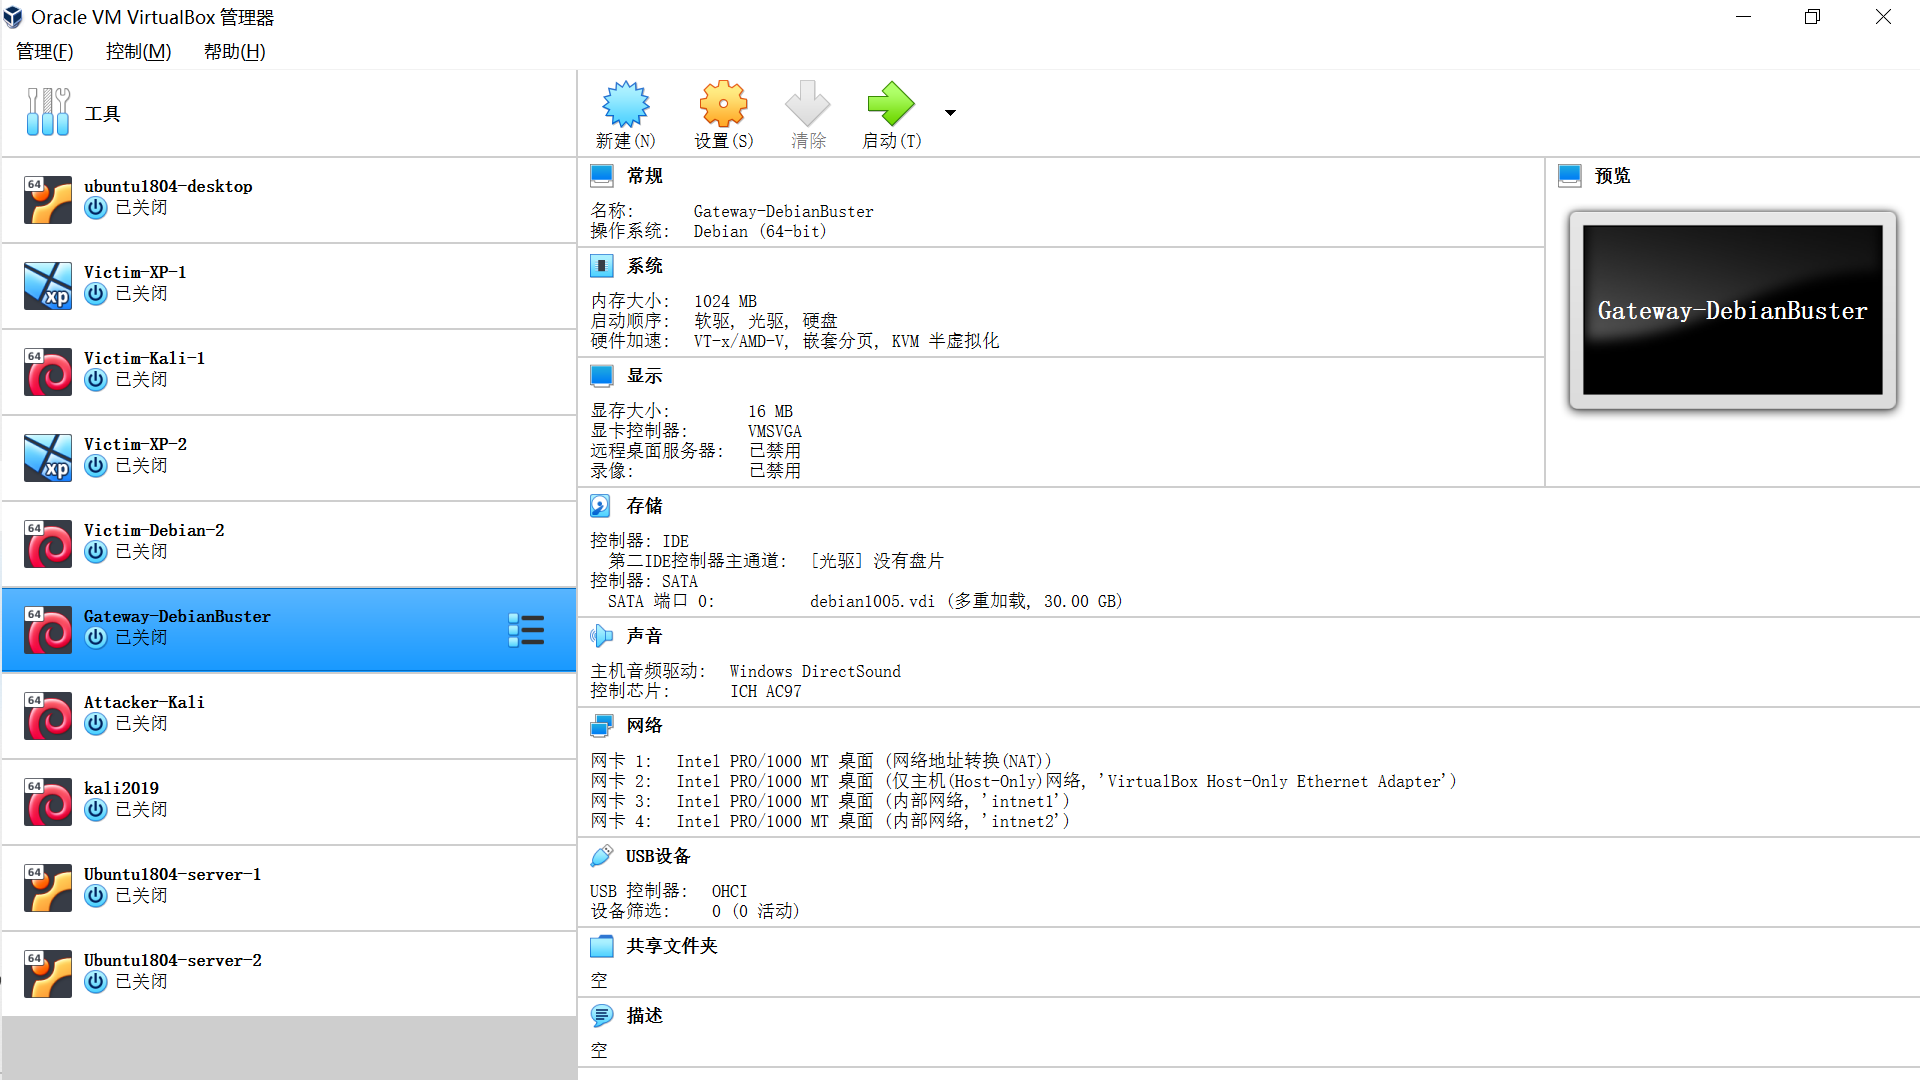 Oracle VM VirtualBox 管理器
管理(F) 控制(M) 帮助(H)
工具
新建(N) 设置(S) 清除 启动(T)
64 ubuntu1804-desktop
已关闭
xp Victim-XP-1
已关闭
64 Victim-Kali-1
已关闭
xp Victim-XP-2
已关闭
64 Victim-Debian-2
已关闭
64 Gateway-DebianBuster
已关闭
64 Attacker-Kali
已关闭
64 kali2019
已关闭
64 Ubuntu1804-server-1
已关闭
64 Ubuntu1804-server-2
已关闭
常规
名称: Gateway-DebianBuster
操作系统: Debian (64-bit)
系统
内存大小: 1024 MB
启动顺序: 软驱, 光驱, 硬盘
硬件加速: VT-x/AMD-V, 嵌套分页, KVM 半虚拟化
显示
显存大小: 16 MB
显卡控制器: VMSVGA
远程桌面服务器: 已禁用
录像: 已禁用
存储
控制器: IDE
第二IDE控制器主通道: [光驱] 没有盘片
控制器: SATA
SATA 端口 0: debian1005.vdi (多重加载, 30.00 GB)
声音
主机音频驱动: Windows DirectSound
控制芯片: ICH AC97
网络
网卡 1: Intel PRO/1000 MT 桌面 (网络地址转换(NAT))
网卡 2: Intel PRO/1000 MT 桌面 (仅主机(Host-Only)网络, 'VirtualBox Host-Only Ethernet Adapter')
网卡 3: Intel PRO/1000 MT 桌面 (内部网络, 'intnet1')
网卡 4: Intel PRO/1000 MT 桌面 (内部网络, 'intnet2')
USB设备
USB 控制器: OHCI
设备筛选: 0 (0 活动)
共享文件夹
空
描述
空
预览
Gateway-DebianBuster